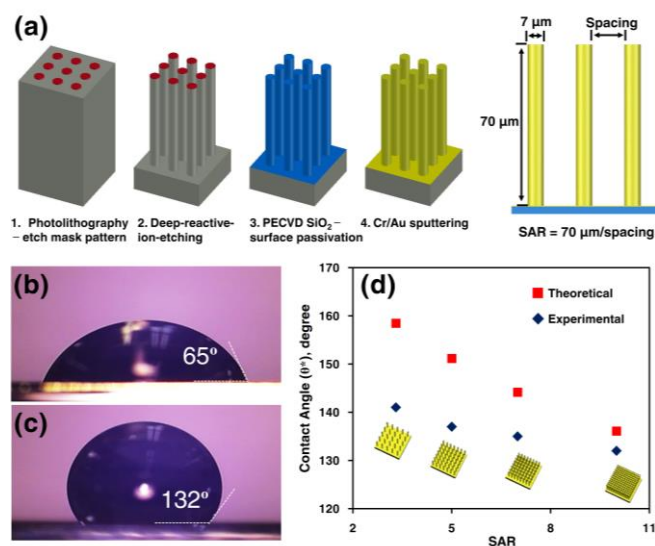 (a)
7 µm
Spacing
70 µm
1. Photolithography
– etch mask pattern
2. Deep-reactive-
ion-etching
3. PECVD SiO₂ –
surface passivation
4. Cr/Au sputtering
SAR = 70 µm/spacing
(b)
65º
(c)
132º
(d)
170
160
150
140
130
120
Contact Angle (θ*), degree
Theoretical
Experimental
2
5
8
11
SAR